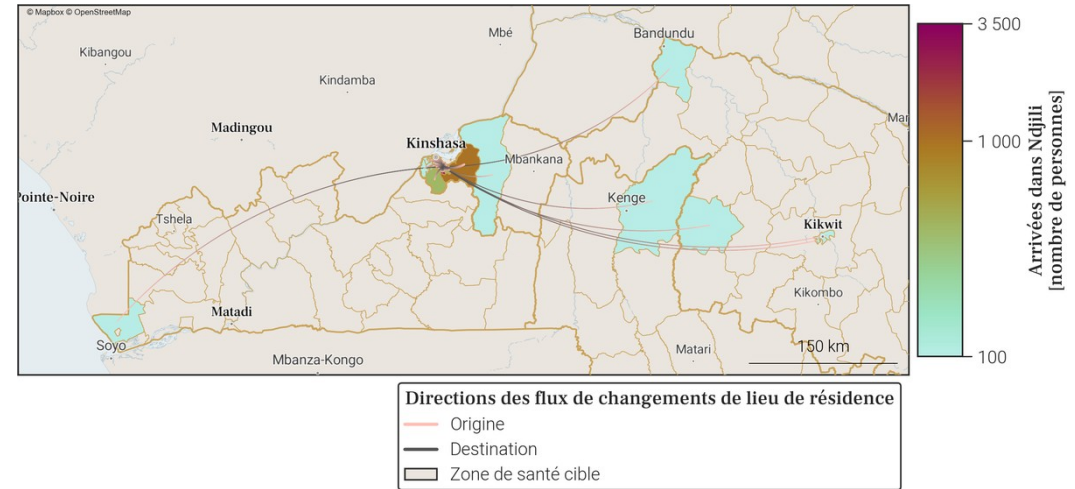 © Mapbox © OpenStreetMap
Kibangou
Mbé
Bandundu
Kindamba
Madingou
Kinshasa
Mbankana
Pointe-Noire
Tshela
Kenge
Kikwit
Kikombo
Matadi
Soyo
Mbanza-Kongo
Matari
150 km
3 500
1 000
100
Arrivées dans Ndjili
[nombre de personnes]
Directions des flux de changements de lieu de résidence
Origine
Destination
Zone de santé cible